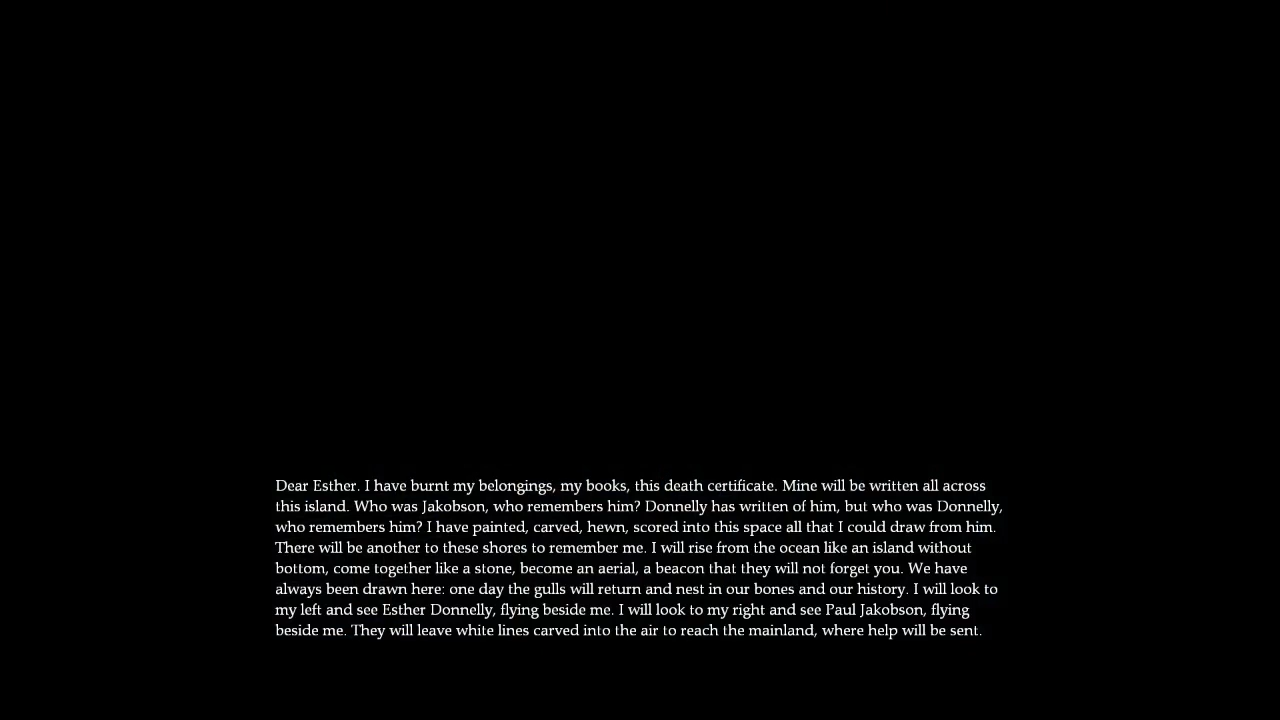 Dear Esther. I have burnt my belongings, my books, this death certificate. Mine will be written all across
this island. Who was Jakobson, who remembers him? Donnelly has written of him, but who was Donnelly,
who remembers him? I have painted, carved, hewn, scored into this space all that I could draw from him.
There will be another to these shores to remember me. I will rise from the ocean like an island without
bottom, come together like a stone, become an aerial, a beacon that they will not forget you. We have
always been drawn here: one day the gulls will return and nest in our bones and our history. I will look to
my left and see Esther Donnelly, flying beside me. I will look to my right and see Paul Jakobson, flying
beside me. They will leave white lines carved into the air to reach the mainland, where help will be sent.